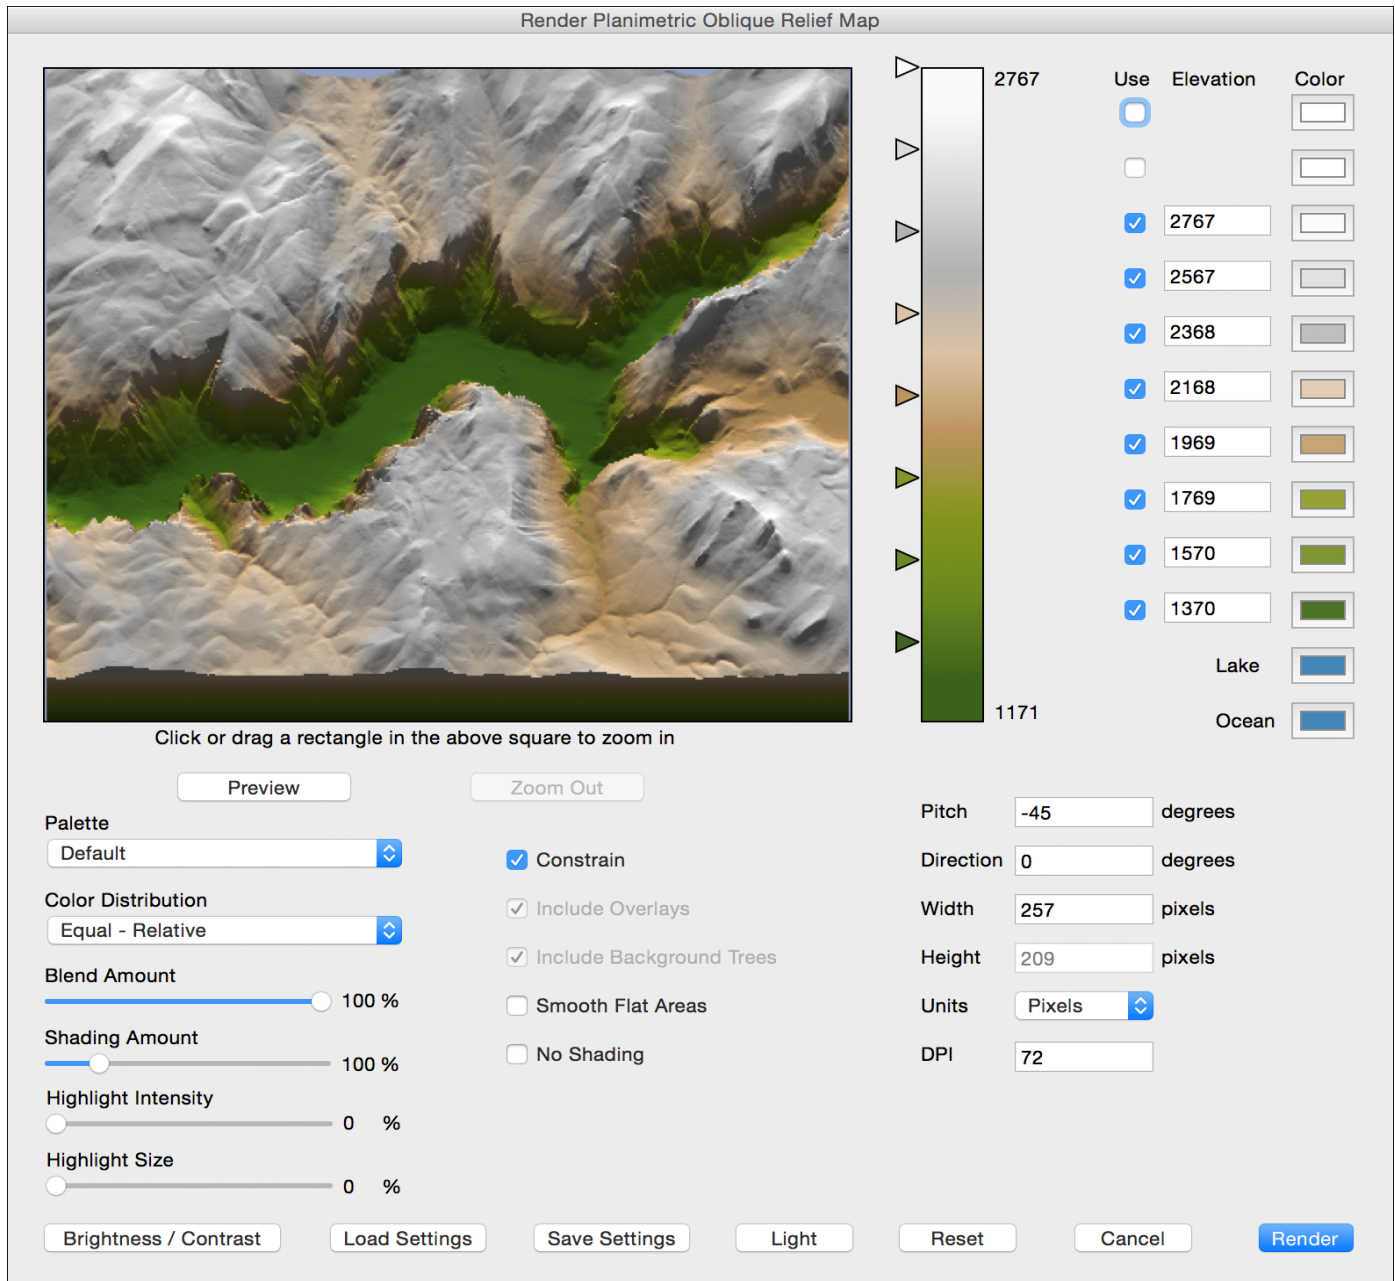 Render Planimetric Oblique Relief Map
2767
Use Elevation Color
2767
2567
2368
2168
1969
1769
1570
1370
Lake
1171
Ocean
Click or drag a rectangle in the above square to zoom in
Preview
Zoom Out
Palette
Default
Color Distribution
Equal - Relative
Blend Amount
100 %
Shading Amount
100 %
Highlight Intensity
0 %
Highlight Size
0 %
Constrain
Include Overlays
Include Background Trees
Smooth Flat Areas
No Shading
Pitch -45 degrees
Direction 0 degrees
Width 257 pixels
Height 209 pixels
Units Pixels
DPI 72
Brightness / Contrast
Load Settings
Save Settings
Light
Reset
Cancel
Render